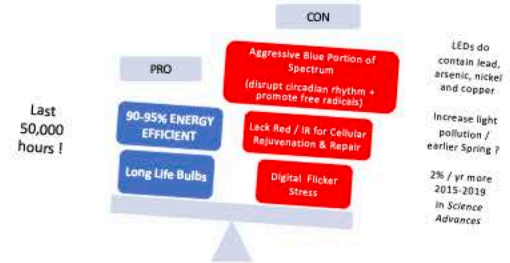 CON
PRO
Last
50,000
hours !
90-95% ENERGY
EFFICIENT
Long Life Bulbs
Aggressive Blue Portion of
Spectrum
(disrupt circadian rhythm +
promote free radicals)
Lack Red / IR for Cellular
Rejuvenation & Repair
Digital Flicker
Stress
LEDs do
contain lead,
arsenic, nickel
and copper
Increase light
pollution /
earlier Spring ?
2% / yr more
2015-2019
in Science
Advances